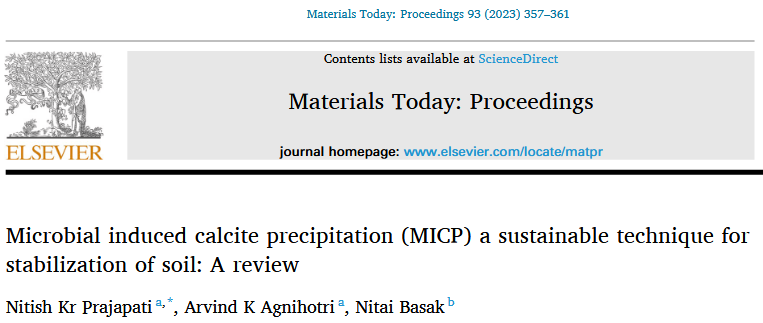 Materials Today: Proceedings 93 (2023) 357–361
Contents lists available at ScienceDirect
Materials Today: Proceedings
ELSEVIER
journal homepage: www.elsevier.com/locate/matpr
Microbial induced calcite precipitation (MICP) a sustainable technique for
stabilization of soil: A review
Nitish Kr Prajapati a,*, Arvind K Agnihotri a, Nitai Basak b